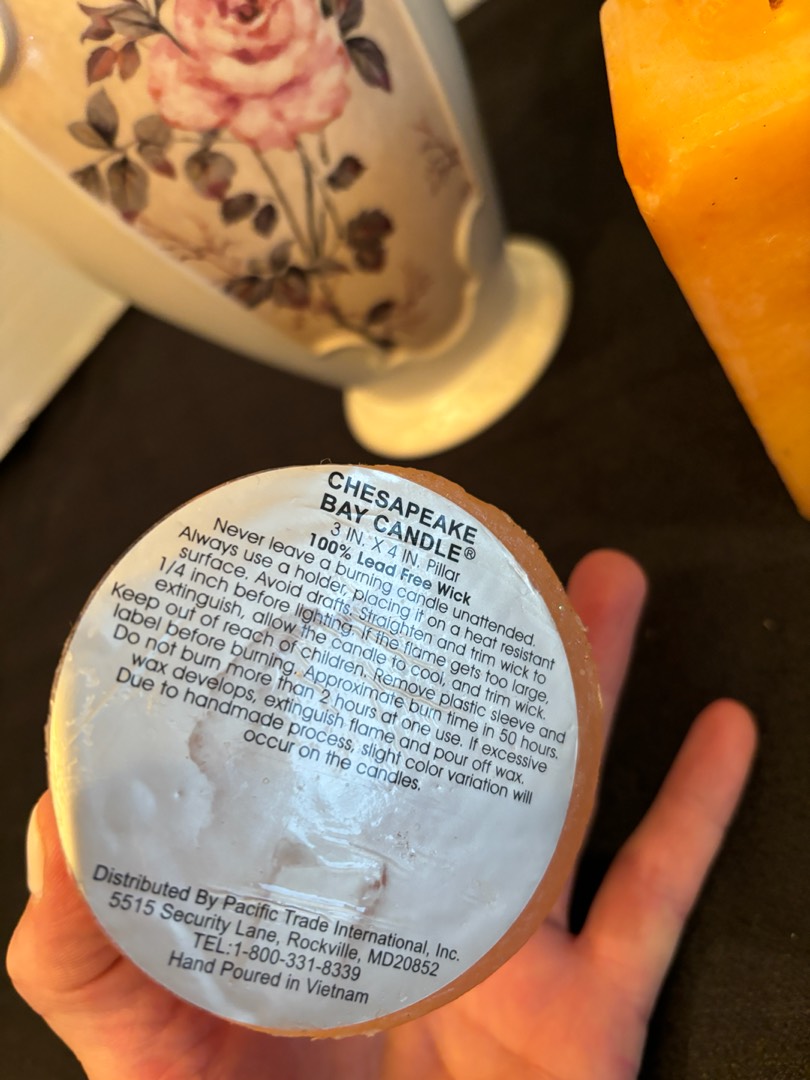 CHESAPEAKE
BAY CANDLE®
3 IN. X 4 IN. Pillar
100% Lead Free Wick
Never leave a burning candle unattended.
Always use a holder, placing it on a heat resistant
surface. Avoid drafts. Straighten and trim wick to
1/4 inch before lighting, if the flame gets too large,
extinguish, allow the candle to cool, and trim wick.
Keep out of reach of children. Remove plastic sleeve and
label before burning. Approximate burn time in 50 hours.
Do not burn more than 2 hours at one use. If excessive
wax develops, extinguish flame and pour off wax.
Due to handmade process, slight color variation will
occur on the candles.
Distributed By Pacific Trade International, Inc.
5515 Security Lane, Rockville, MD20852
TEL:1-800-331-8339
Hand Poured in Vietnam